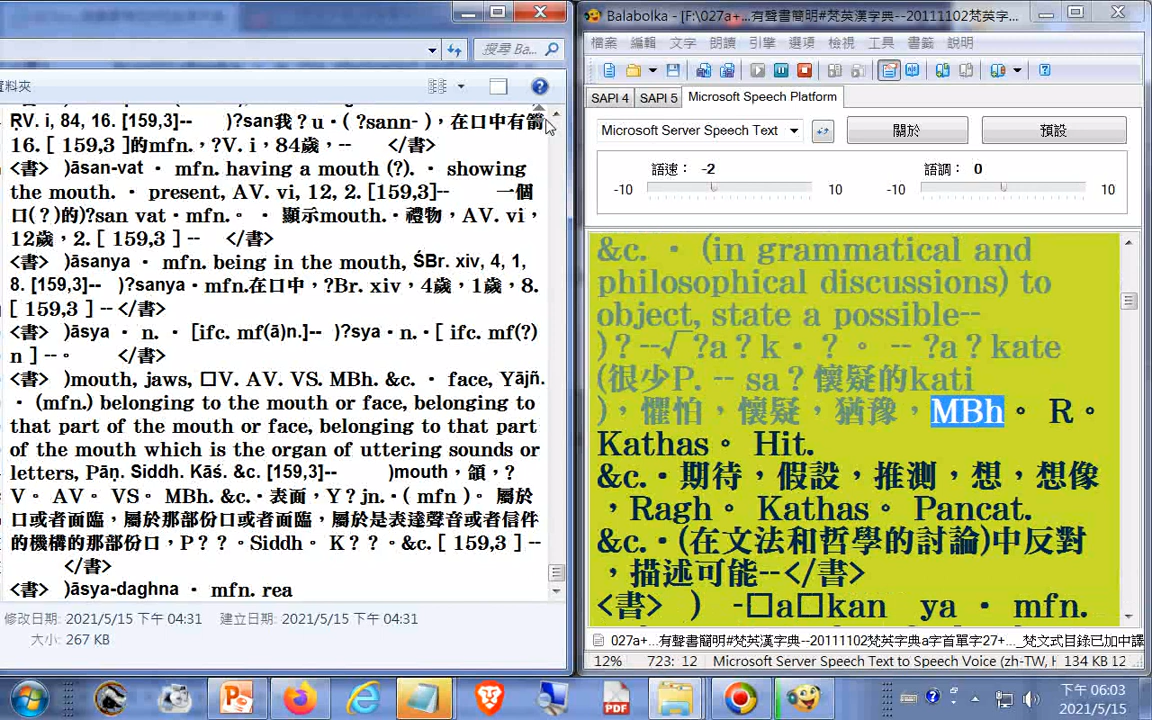 搜尋 Ba...
資料夾
ṚV. i, 84, 16. [159,3]-- )?san我？u‧( ?sann- )，在口中有箭
16.［ 159,3 ]的mfn.，?V. i，84歲，-- </書>
<書> )āsan-vat ‧ mfn. having a mouth (?). ‧ showing
the mouth. ‧ present, AV. vi, 12, 2. [159,3]-- 一個
口(？)的)?san vat‧mfn.。‧ 顯示mouth.‧禮物，AV. vi，
12歲，2.［ 159,3 ］-- </書>
<書> )āsanya ‧ mfn. being in the mouth, ŚBr. xiv, 4, 1,
8. [159,3]-- )?sanya‧mfn.在口中，?Br. xiv，4歲，1歲，8.
［159,3］-- </書>
<書> )āsya ‧ n. ‧ [ifc. mf(ā)n.]-- )?sya‧n.‧［ ifc. mf(?)
n ］--。 </書>
<書> )mouth, jaws, □V. AV. VS. MBh. &c. ‧ face, Yājñ.
‧ (mfn.) belonging to the mouth or face, belonging to
that part of the mouth or face, belonging to that part
of the mouth which is the organ of uttering sounds or
letters, Pāṇ. Siddh. Kāś. &c. [159,3]-- )mouth，頜，?
V。 AV。 VS。 MBh. &c.‧表面，Y？jn.‧( mfn )。 屬於
口或者面臨，屬於那部份口或者面臨，屬於是表達聲音或者信件
的機構的那部份口，P？？。Siddh。 K？？。&c.［ 159,3 ］--
</書>
<書> )āsya-daghna ‧ mfn. rea
修改日期: 2021/5/15 下午 04:31 建立日期: 2021/5/15 下午 04:31
大小: 267 KB
Balabolka - [F:\027a+...有聲書簡明#梵英漢字典--20111102梵英字...
檔案 編輯 文字 朗讀 引擎 選項 檢視 工具 書籤 說明
SAPI 4 SAPI 5 Microsoft Speech Platform
Microsoft Server Speech Text 關於 預設
語速： -2 語調： 0
-10 10 -10 10
&c. ‧ (in grammatical and
philosophical discussions) to
object, state a possible--
)？--√?a？k‧？。 -- ?a？kate
(很少P. -- sa？懷疑的kati
)，懼怕，懷疑，猶豫，MBh。 R。
Kathas。 Hit.
&c.‧期待，假設，推測，想，想像
，Ragh。 Kathas。 Pancat.
&c.‧(在文法和哲學的討論)中反對
，描述可能--</書>
<書> ) -□a□kan ya ‧ mfn.
027a+...有聲書簡明#梵英漢字典--20111102梵英字典a字首單字27+..._梵文式目錄已加中譯
12% 723: 12 Microsoft Server Speech Text to Speech Voice (zh-TW, H 134 KB 12
下午 06:03
2021/5/15